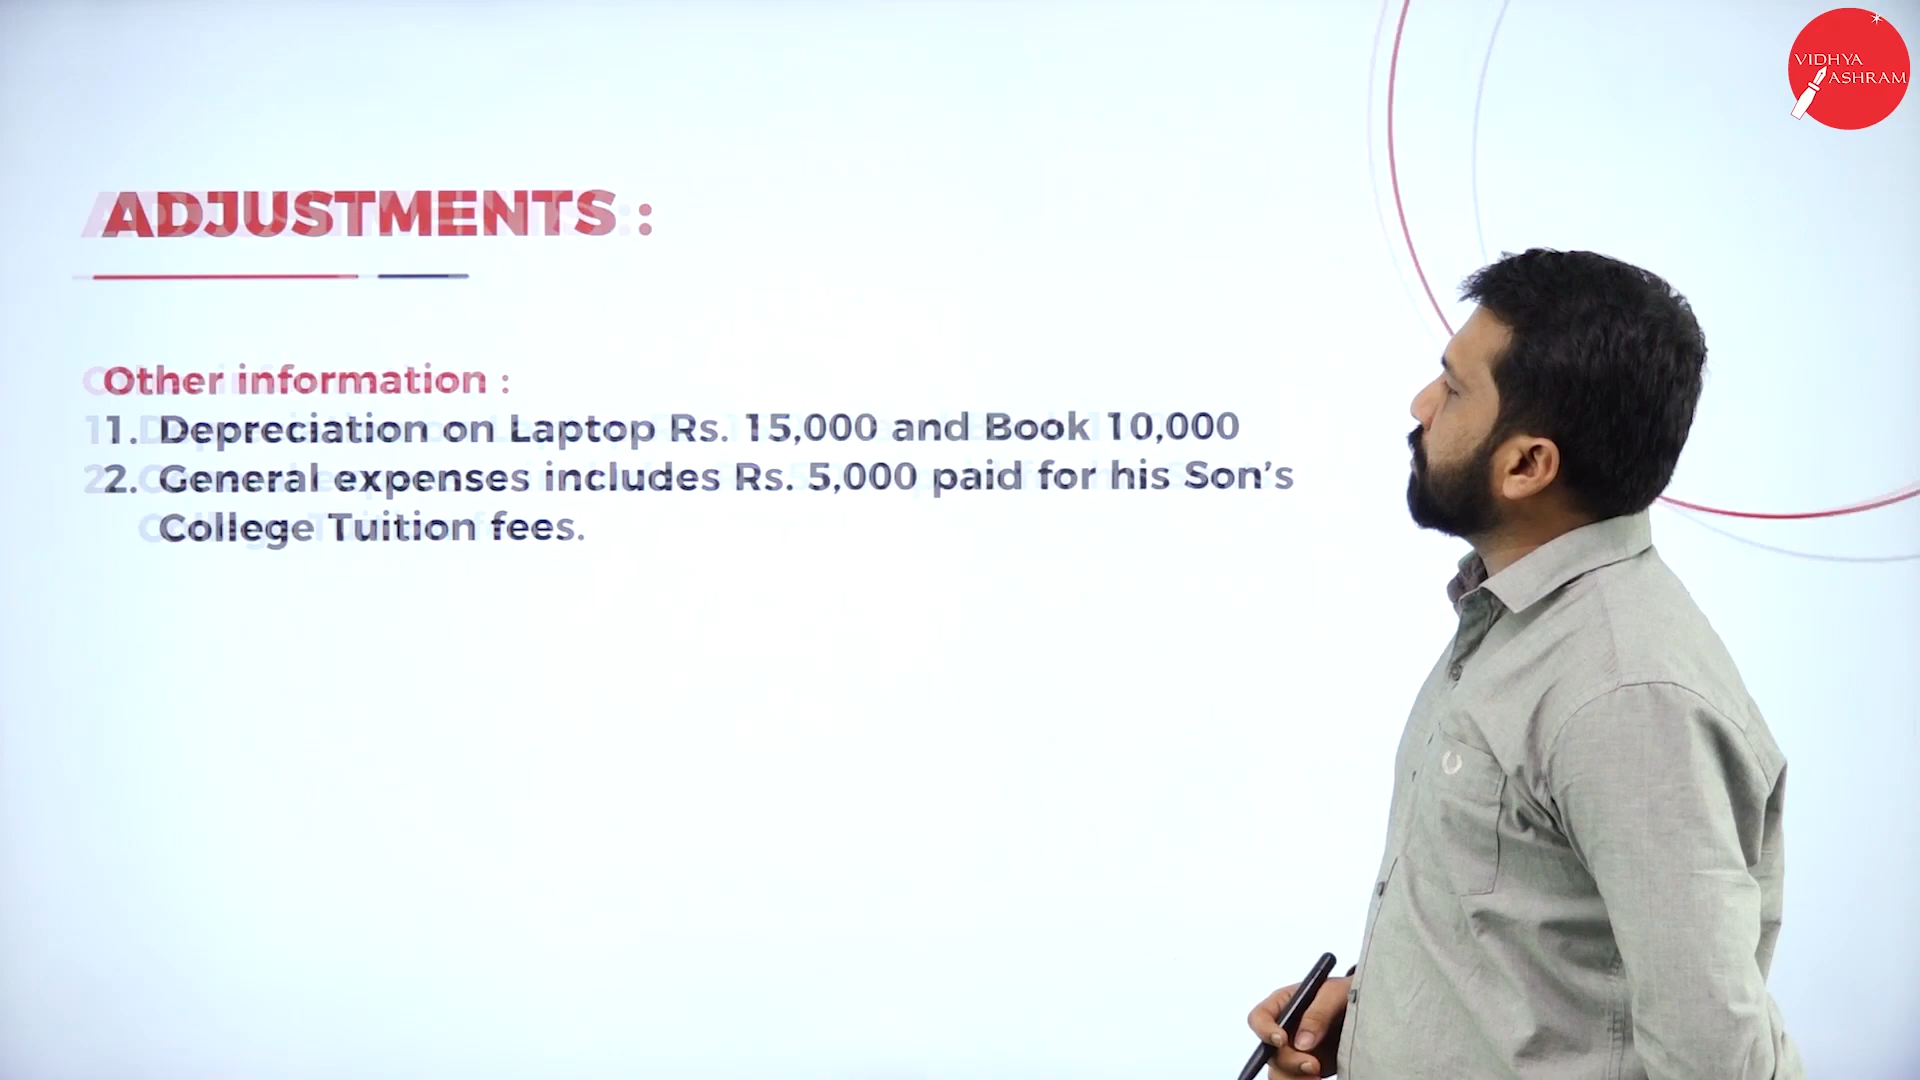 VIDHYA
ASHRAM
ADJUSTMENTS :
Other information :
1. Depreciation on Laptop Rs. 15,000 and Book 10,000
2. General expenses includes Rs. 5,000 paid for his Son’s
College Tuition fees.